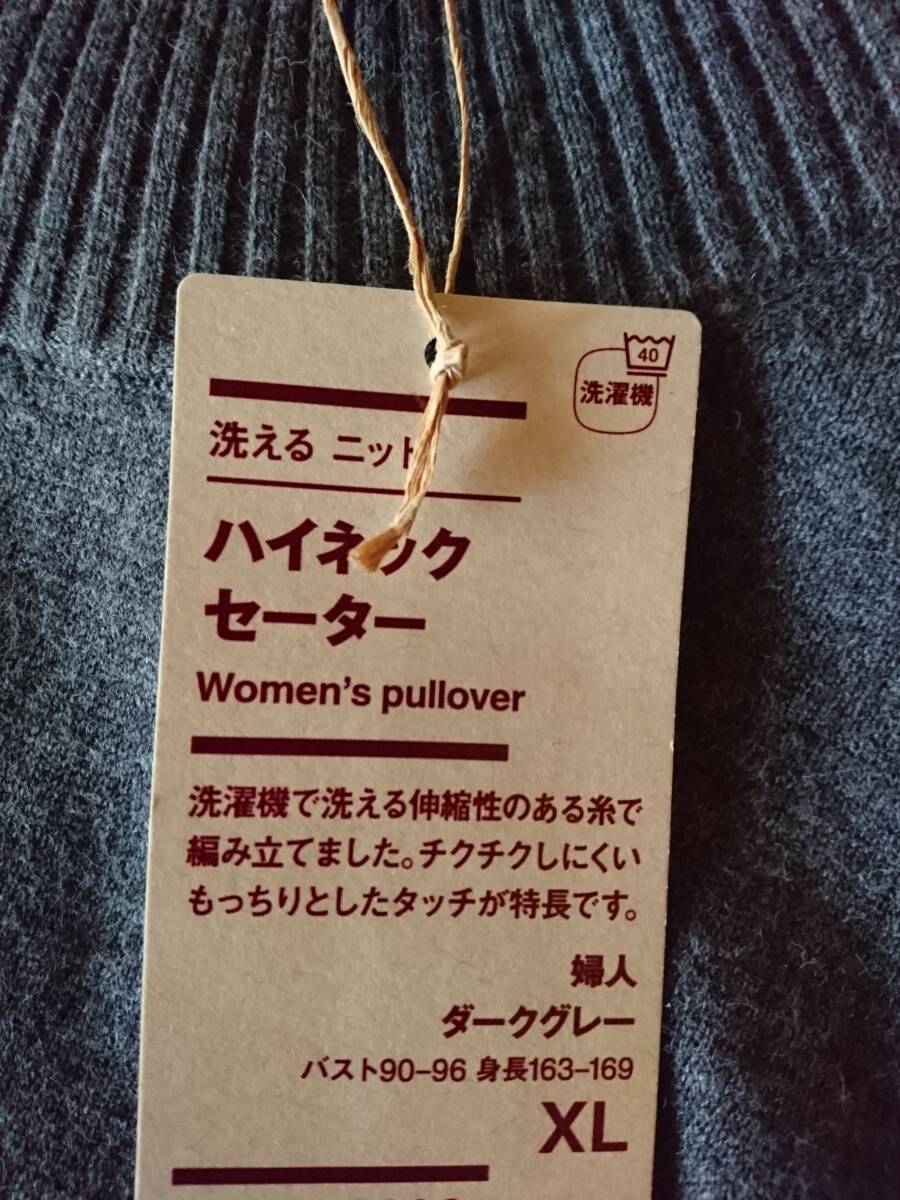 40
洗濯機
洗える ニット
ハイネック
セーター
Women's pullover
洗濯機で洗える伸縮性のある糸で
編み立てました。チクチクしにくい
もっちりとしたタッチが特長です。
婦人
ダークグレー
バスト90–96 身長163–169
XL